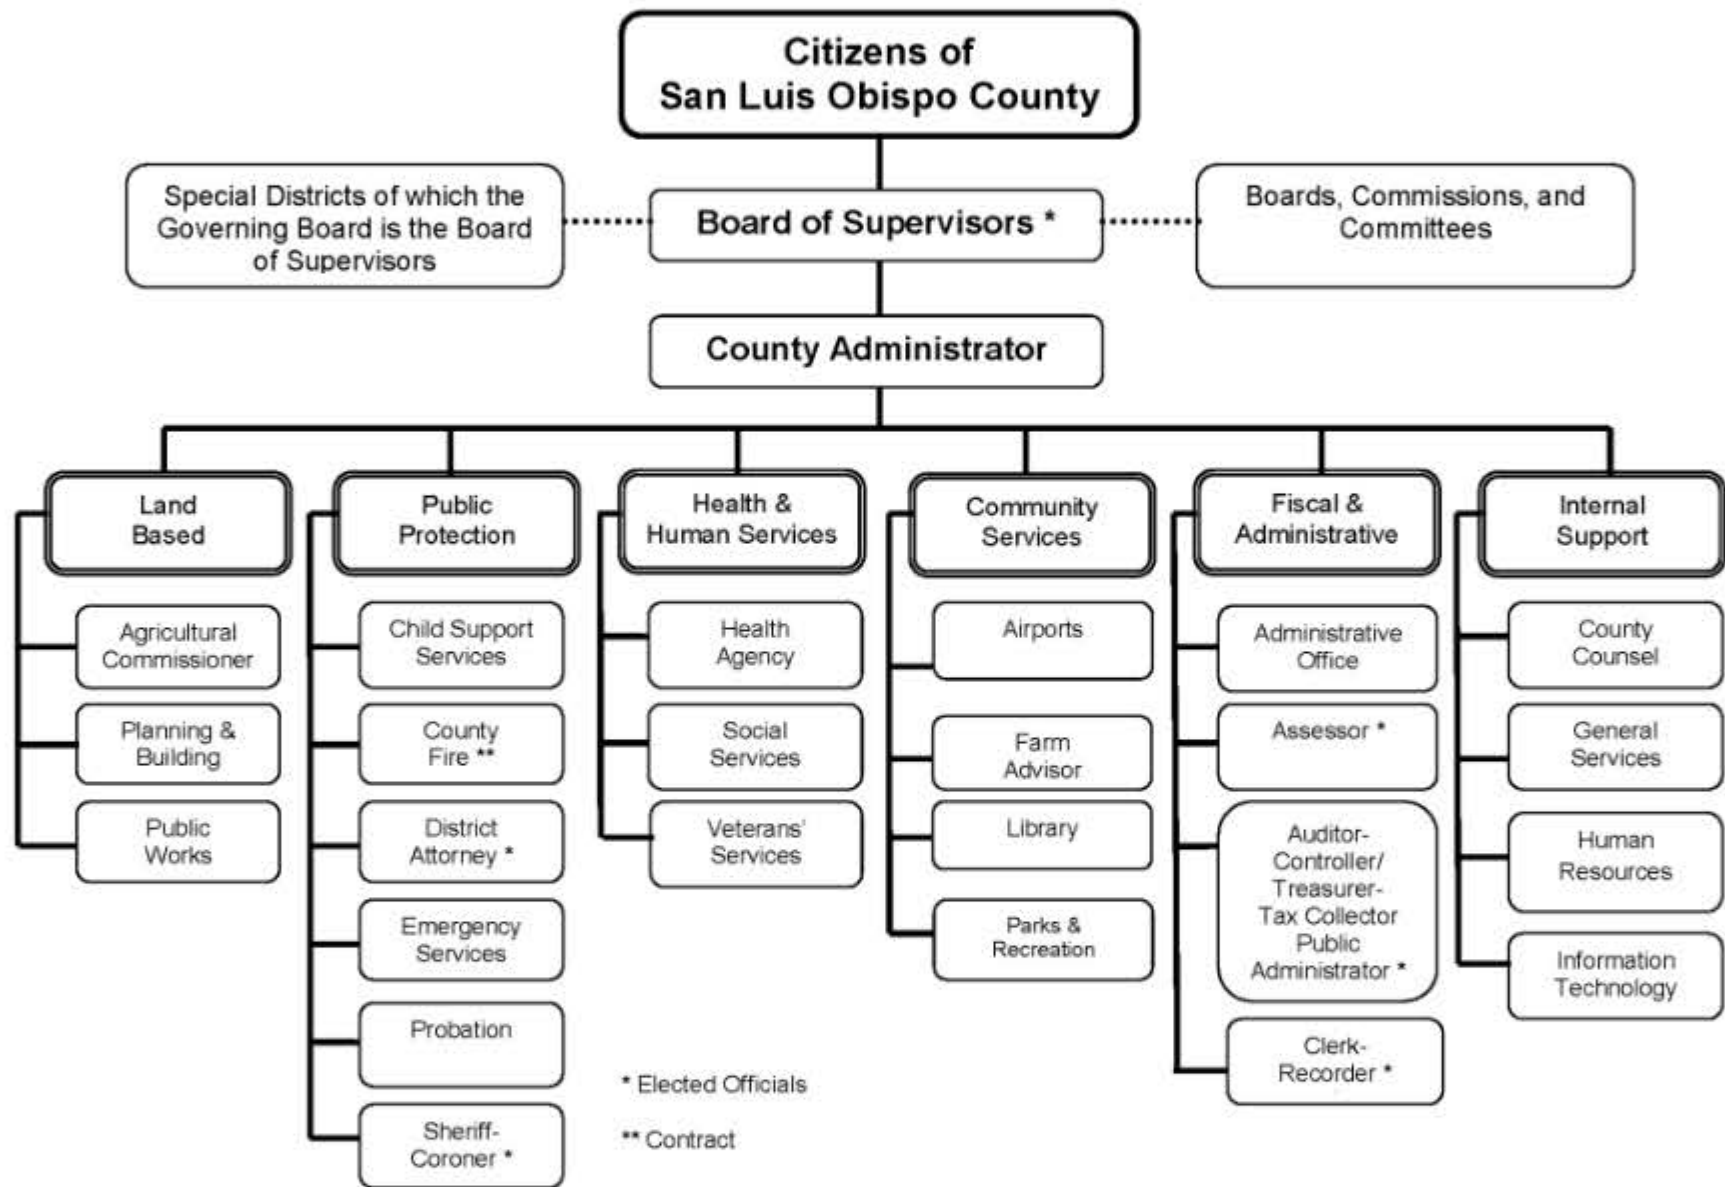 Citizens of
San Luis Obispo County
Special Districts of which the
Governing Board is the Board
of Supervisors
Board of Supervisors *
Boards, Commissions, and
Committees
County Administrator
Land
Based
Agricultural
Commissioner
Planning &
Building
Public
Works
Public
Protection
Child Support
Services
County
Fire **
District
Attorney *
Emergency
Services
Probation
Sheriff-
Coroner *
Health &
Human Services
Health
Agency
Social
Services
Veterans'
Services
Community
Services
Airports
Farm
Advisor
Library
Parks &
Recreation
Fiscal &
Administrative
Administrative
Office
Assessor *
Auditor-
Controller/
Treasurer-
Tax Collector
Public
Administrator *
Clerk-
Recorder *
Internal
Support
County
Counsel
General
Services
Human
Resources
Information
Technology
* Elected Officials
** Contract